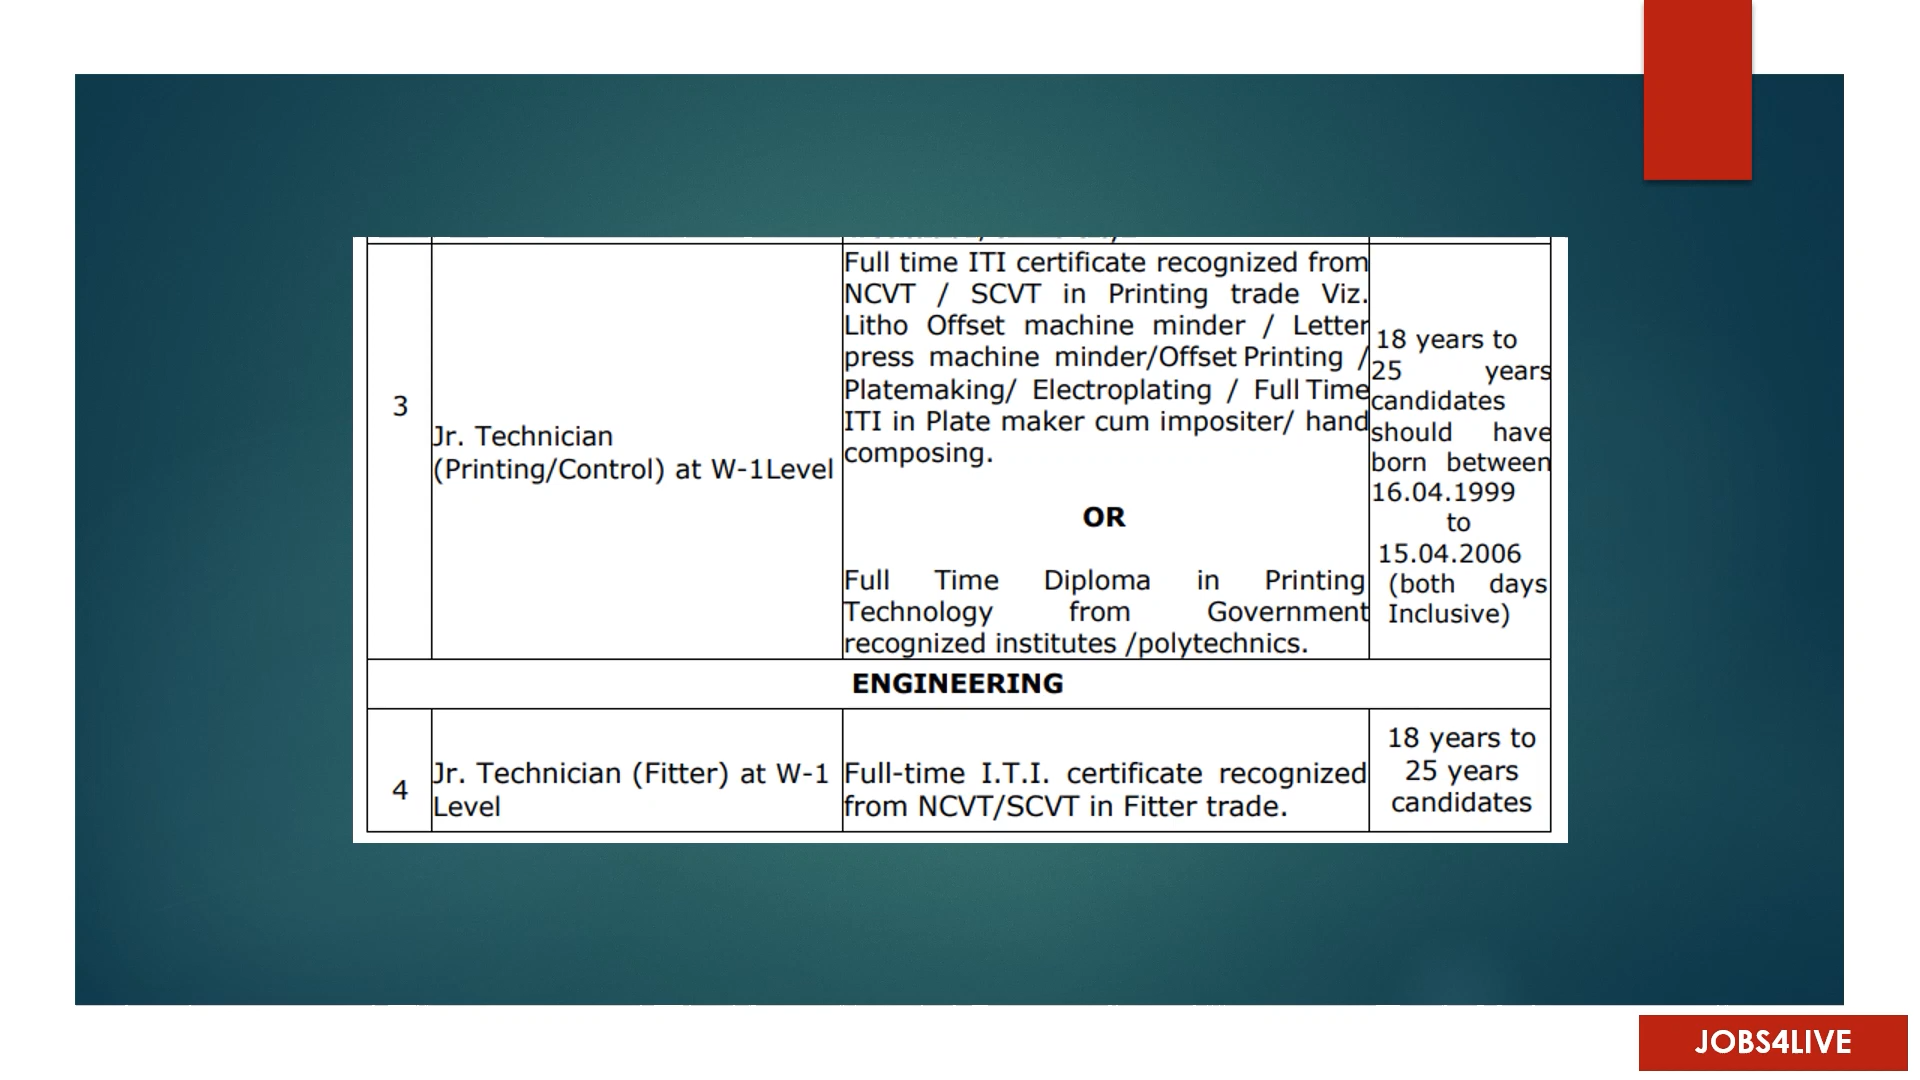 3
Jr. Technician
(Printing/Control) at W-1Level
Full time ITI certificate recognized from
NCVT / SCVT in Printing trade Viz.
Litho Offset machine minder / Letter
press machine minder/Offset Printing /
Platemaking/ Electroplating / Full Time
ITI in Plate maker cum impositer/ hand
composing.
OR
Full Time Diploma in Printing
Technology from Government
recognized institutes /polytechnics.
18 years to
25 years
candidates
should have
born between
16.04.1999
to
15.04.2006
(both days
Inclusive)
ENGINEERING
4
Jr. Technician (Fitter) at W-1
Level
Full-time I.T.I. certificate recognized
from NCVT/SCVT in Fitter trade.
18 years to
25 years
candidates
JOBS4LIVE